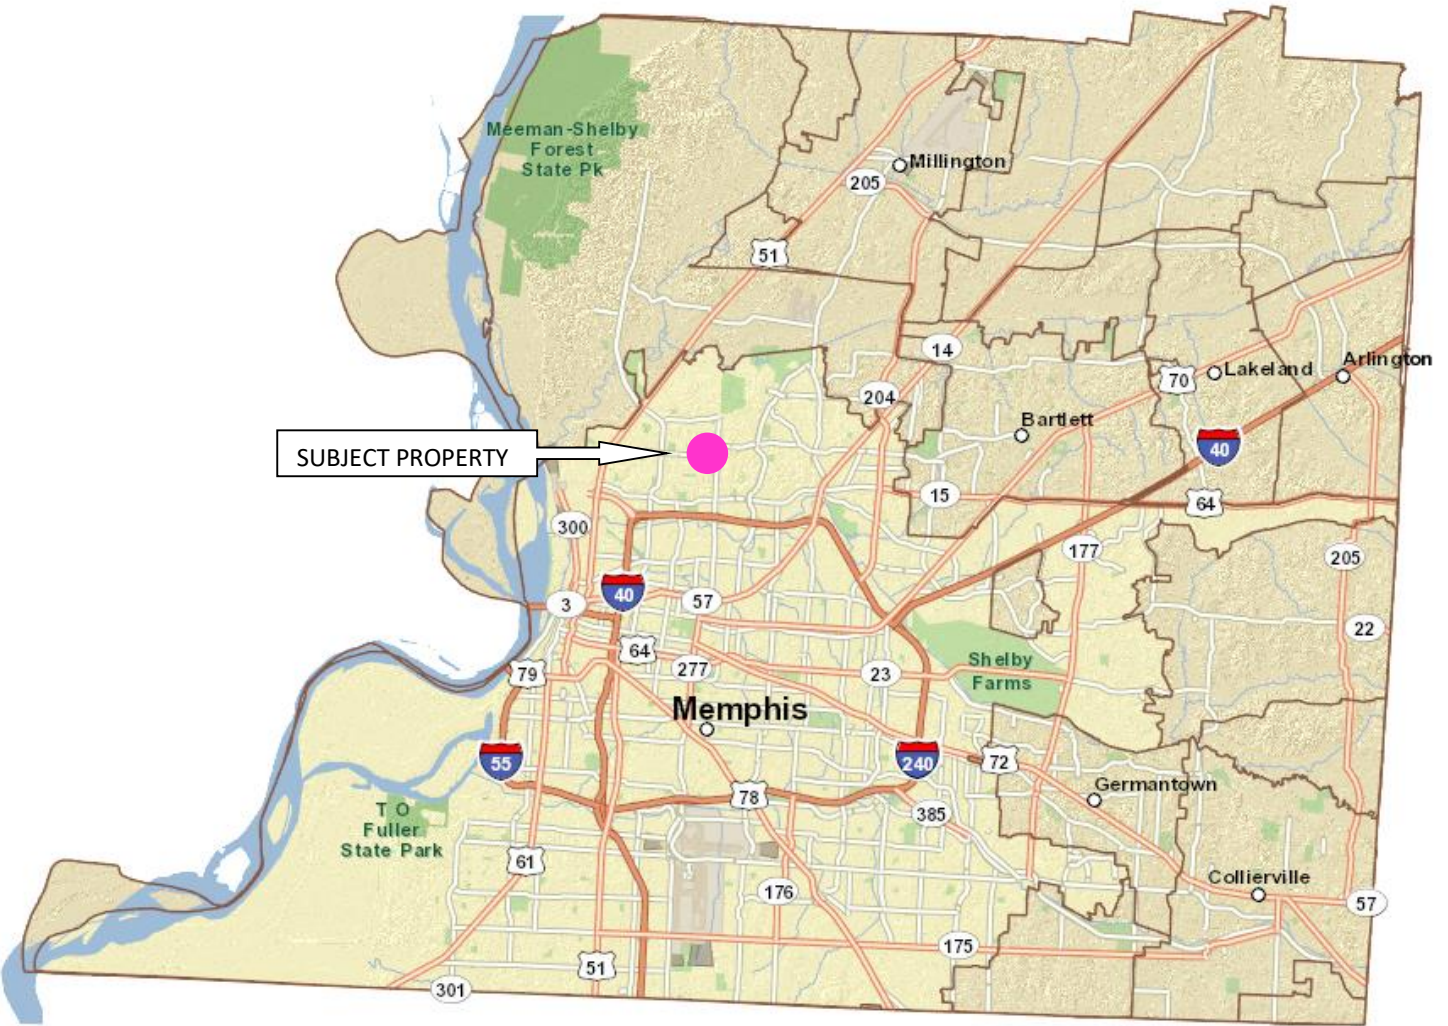 Meeman-Shelby
Forest
State Pk
Millington
205
51
14
Arlington
Lakeland
70
204
Bartlett
40
SUBJECT PROPERTY
15
64
300
177
205
40
57
3
22
64
Shelby
Farms
277
23
79
Memphis
55
240
72
Germantown
78
T O
Fuller
State Park
385
61
Collierville
176
57
175
51
301